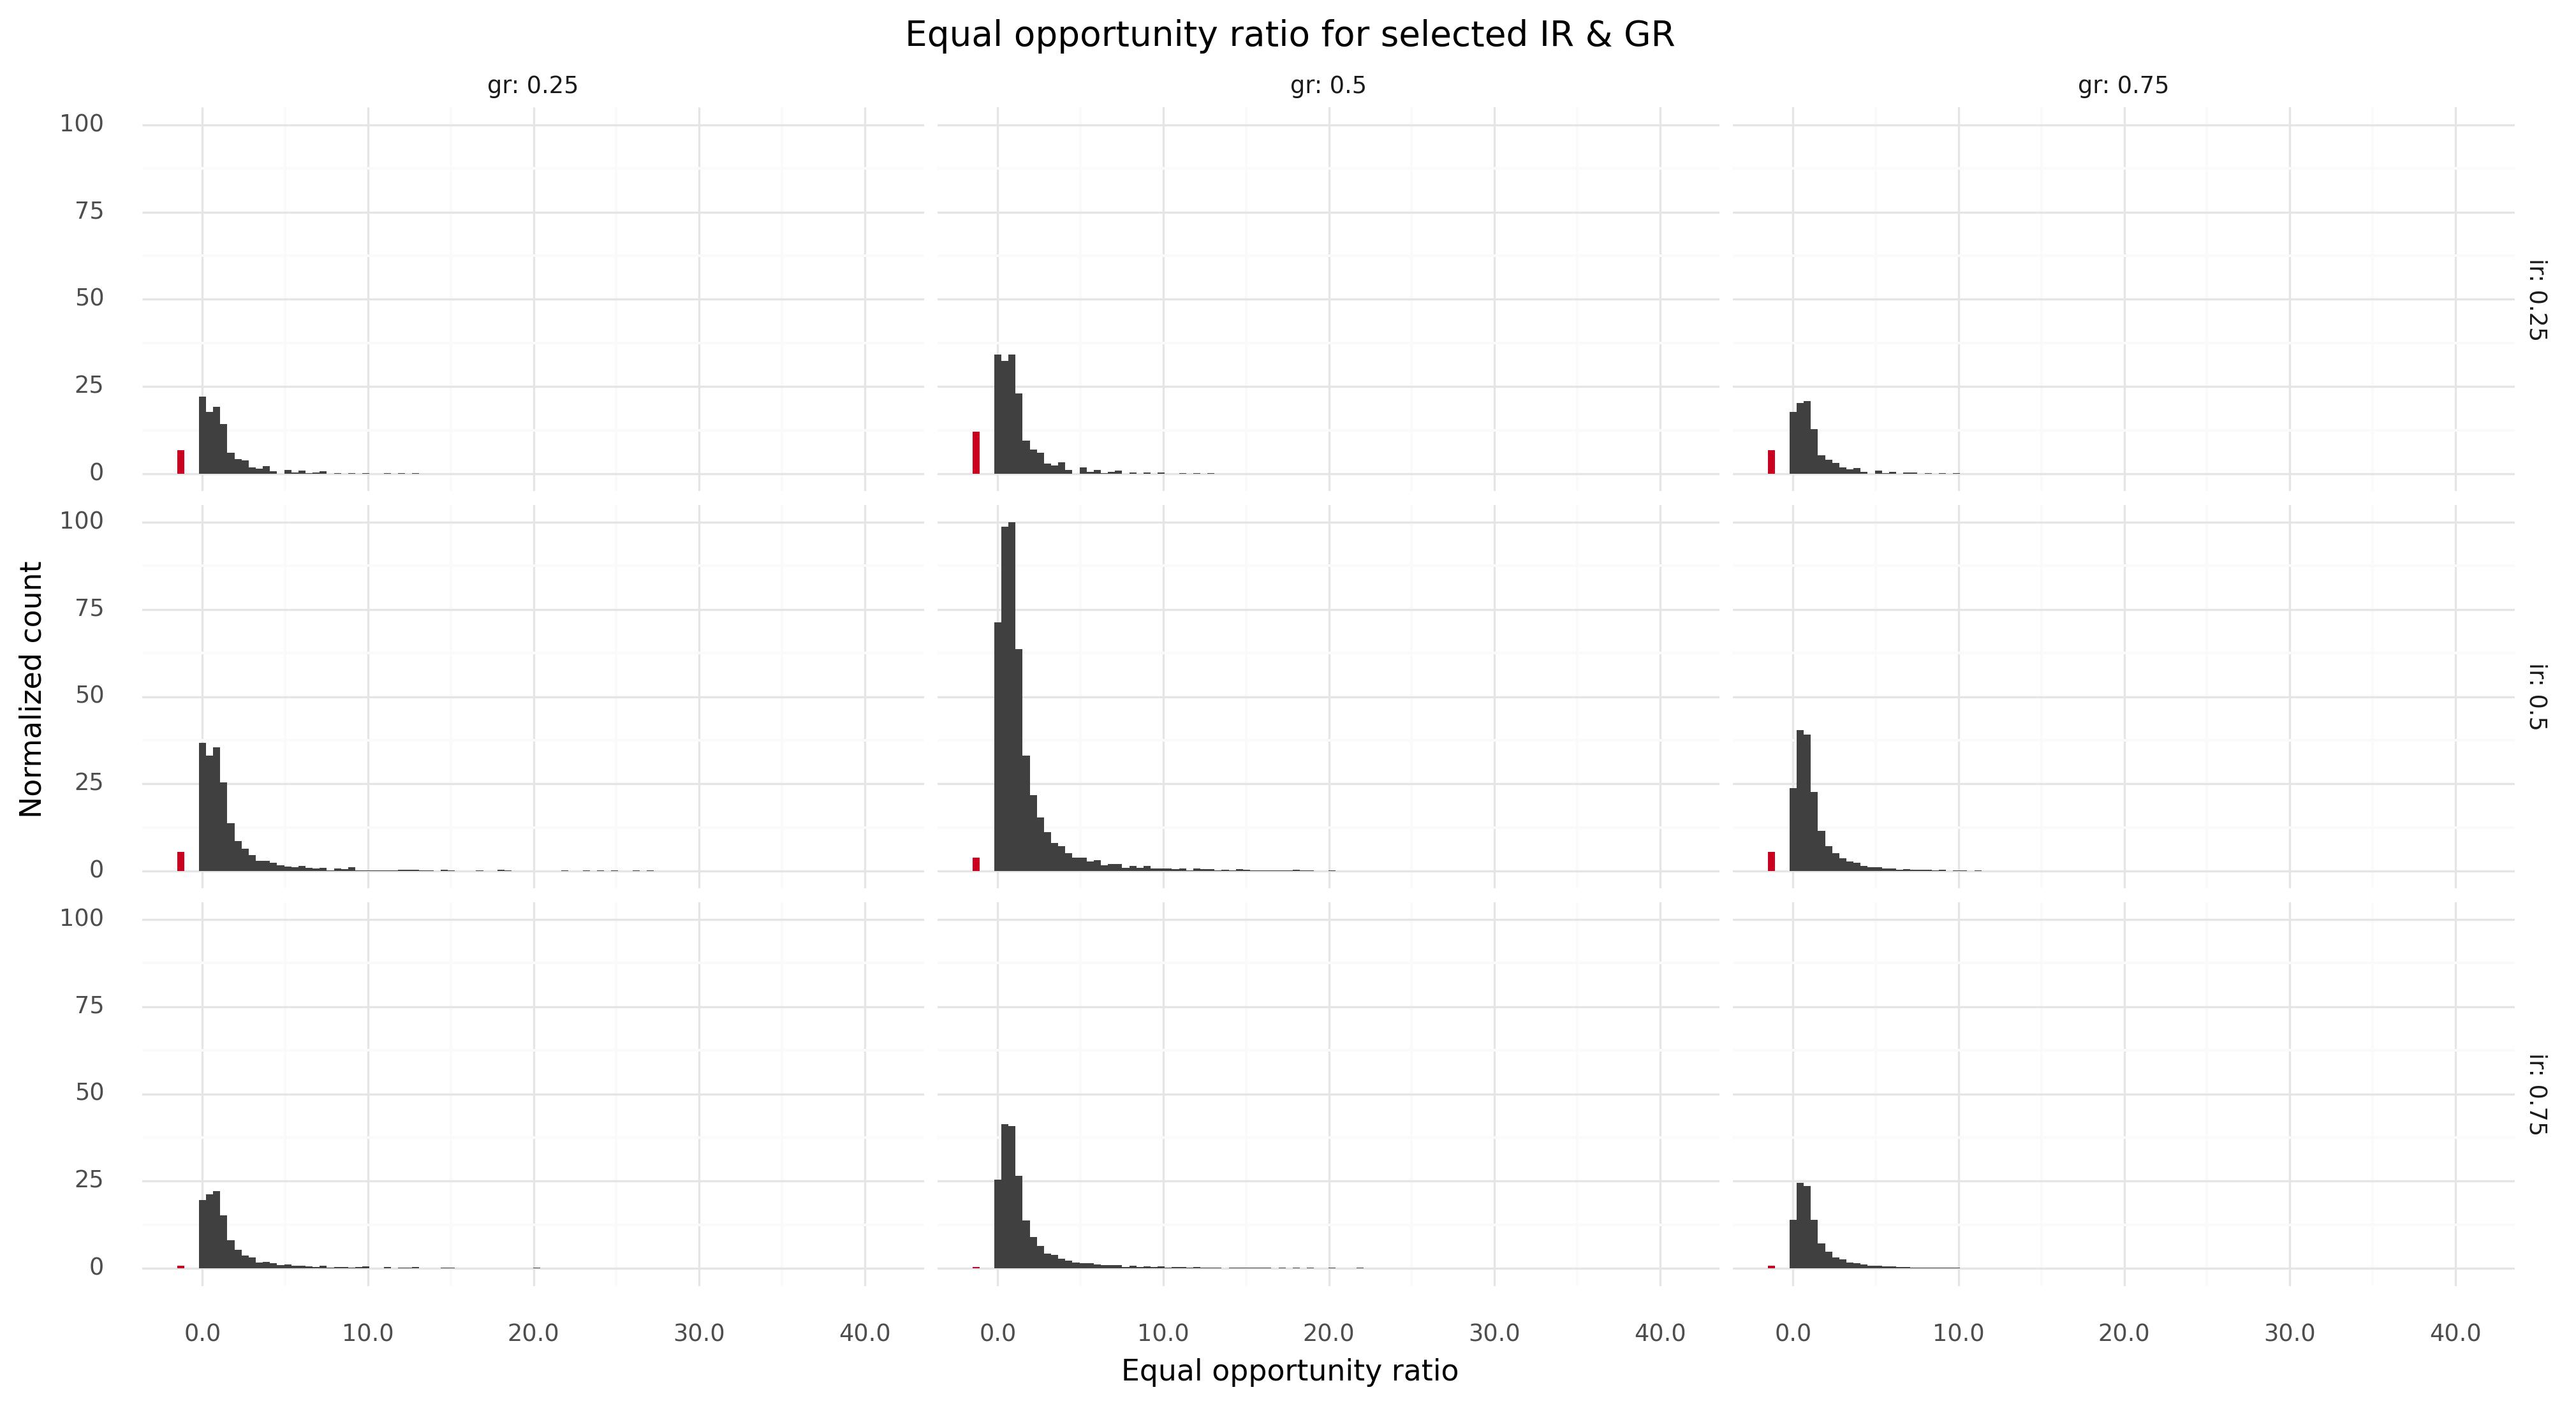 Equal opportunity ratio for selected IR & GR
gr: 0.25
gr: 0.5
gr: 0.75
100
75
50
25
0
ir: 0.25
100
75
50
25
0
ir: 0.5
100
75
50
25
0
ir: 0.75
Normalized count
0.0 10.0 20.0 30.0 40.0
0.0 10.0 20.0 30.0 40.0
0.0 10.0 20.0 30.0 40.0
Equal opportunity ratio